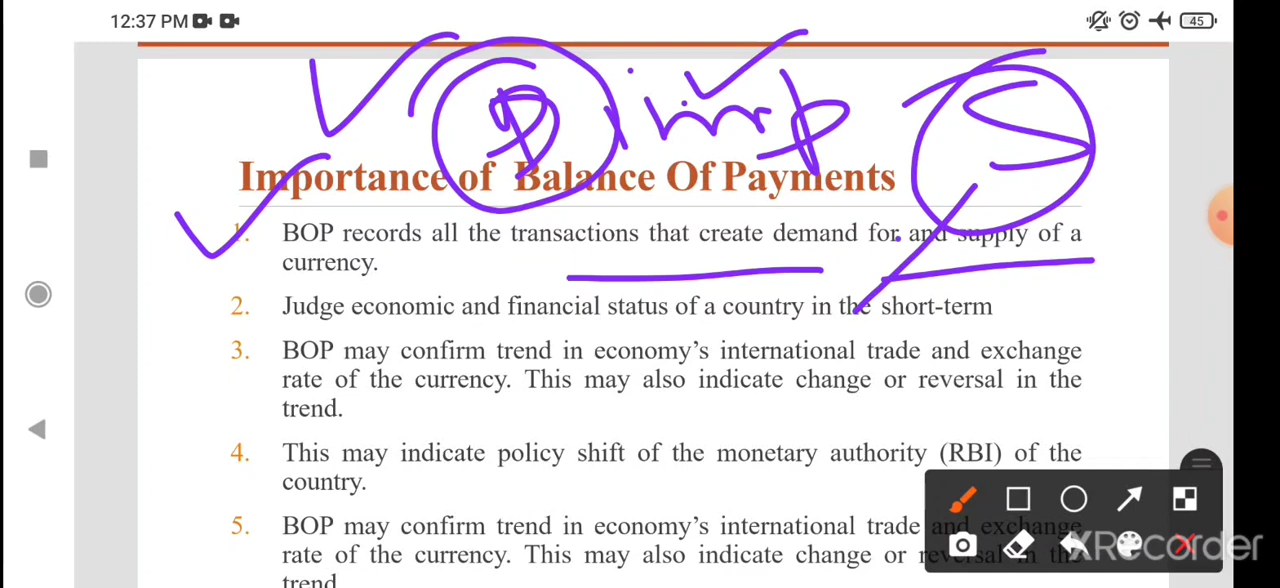 12:37 PM
45
D imp S
Importance of Balance Of Payments
1. BOP records all the transactions that create demand for and supply of a
currency.
2. Judge economic and financial status of a country in the short-term
3. BOP may confirm trend in economy's international trade and exchange
rate of the currency. This may also indicate change or reversal in the
trend.
4. This may indicate policy shift of the monetary authority (RBI) of the
country.
5. BOP may confirm trend in economy's international trade and exchange
rate of the currency. This may also indicate change or reversal in the
trend
XRecorder